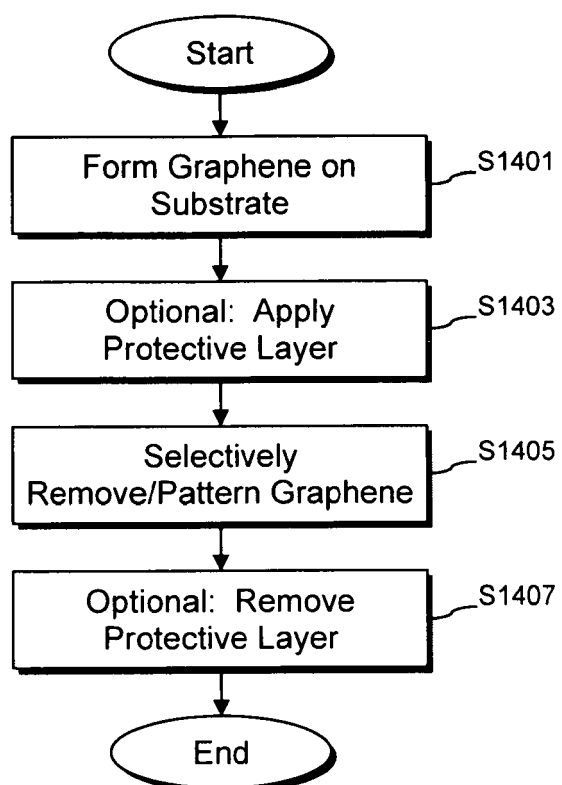 Start
Form Graphene on
Substrate
S1401
Optional: Apply
Protective Layer
S1403
Selectively
Remove/Pattern Graphene
S1405
Optional: Remove
Protective Layer
S1407
End